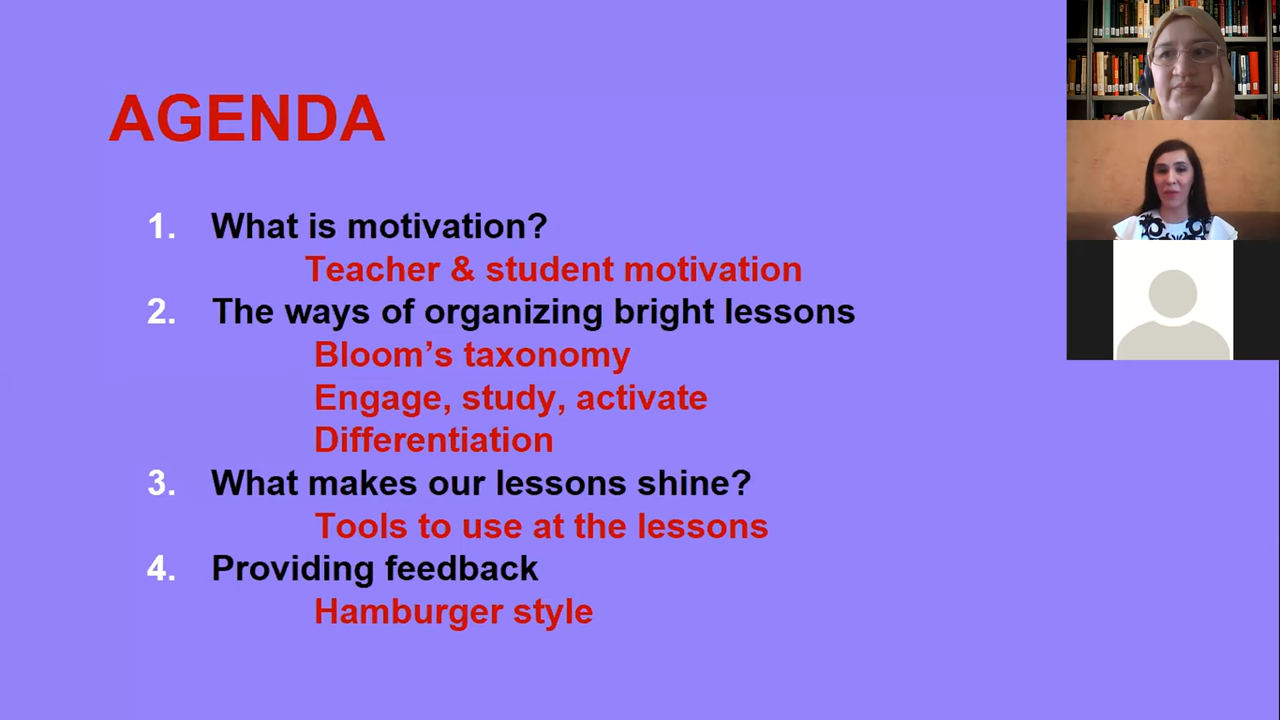 AGENDA
1. What is motivation?
Teacher & student motivation
2. The ways of organizing bright lessons
Bloom’s taxonomy
Engage, study, activate
Differentiation
3. What makes our lessons shine?
Tools to use at the lessons
4. Providing feedback
Hamburger style